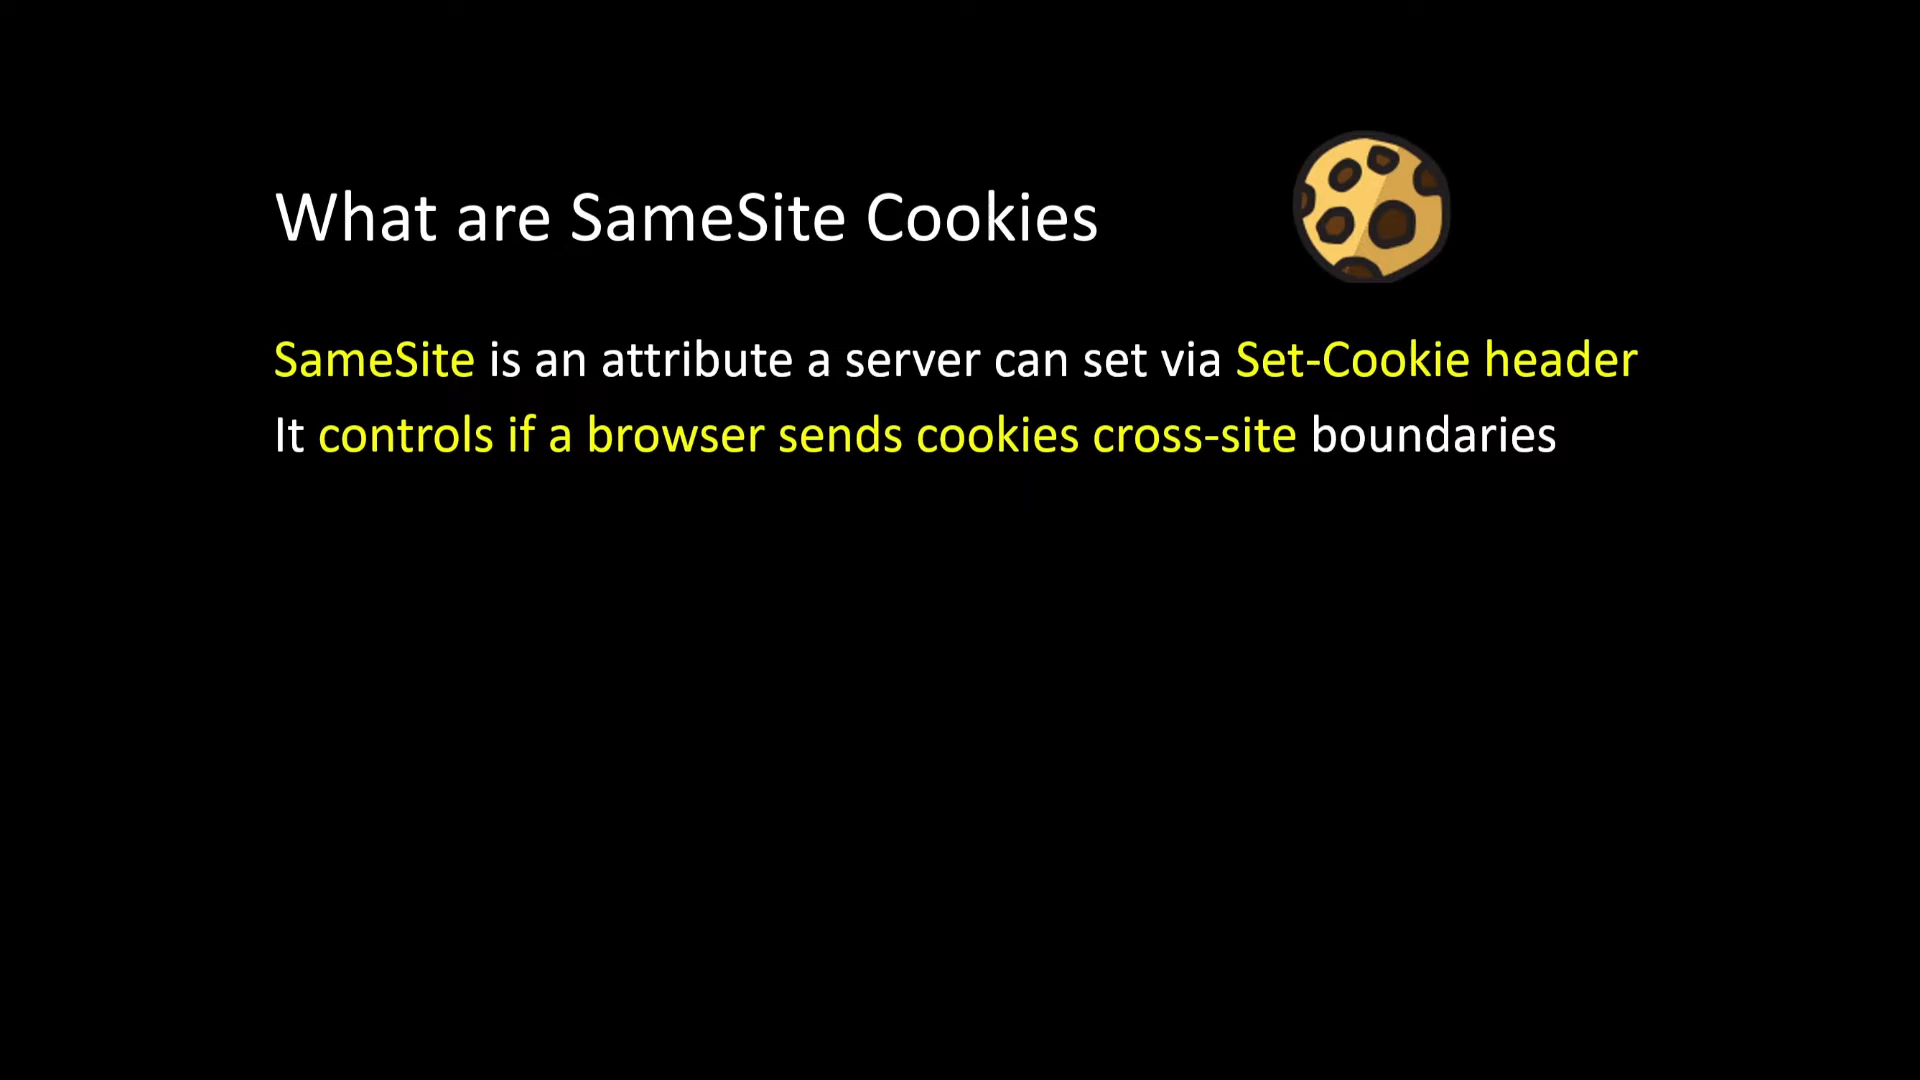 What are SameSite Cookies
SameSite is an attribute a server can set via Set-Cookie header
It controls if a browser sends cookies cross-site boundaries